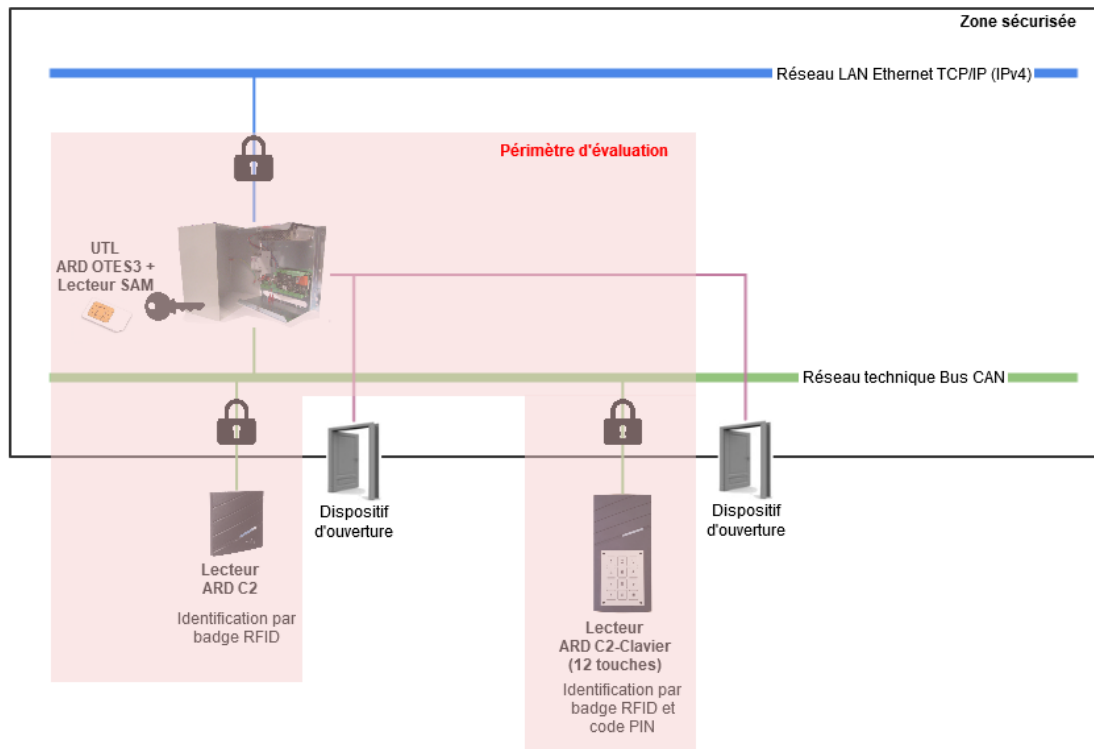 Zone sécurisée
Réseau LAN Ethernet TCP/IP (IPv4)
Périmètre d'évaluation
UTL
ARD OTES3 +
Lecteur SAM
Réseau technique Bus CAN
Dispositif
d'ouverture
Dispositif
d'ouverture
Lecteur
ARD C2
Identification par
badge RFID
Lecteur
ARD C2-Clavier
(12 touches)
Identification par
badge RFID et
code PIN